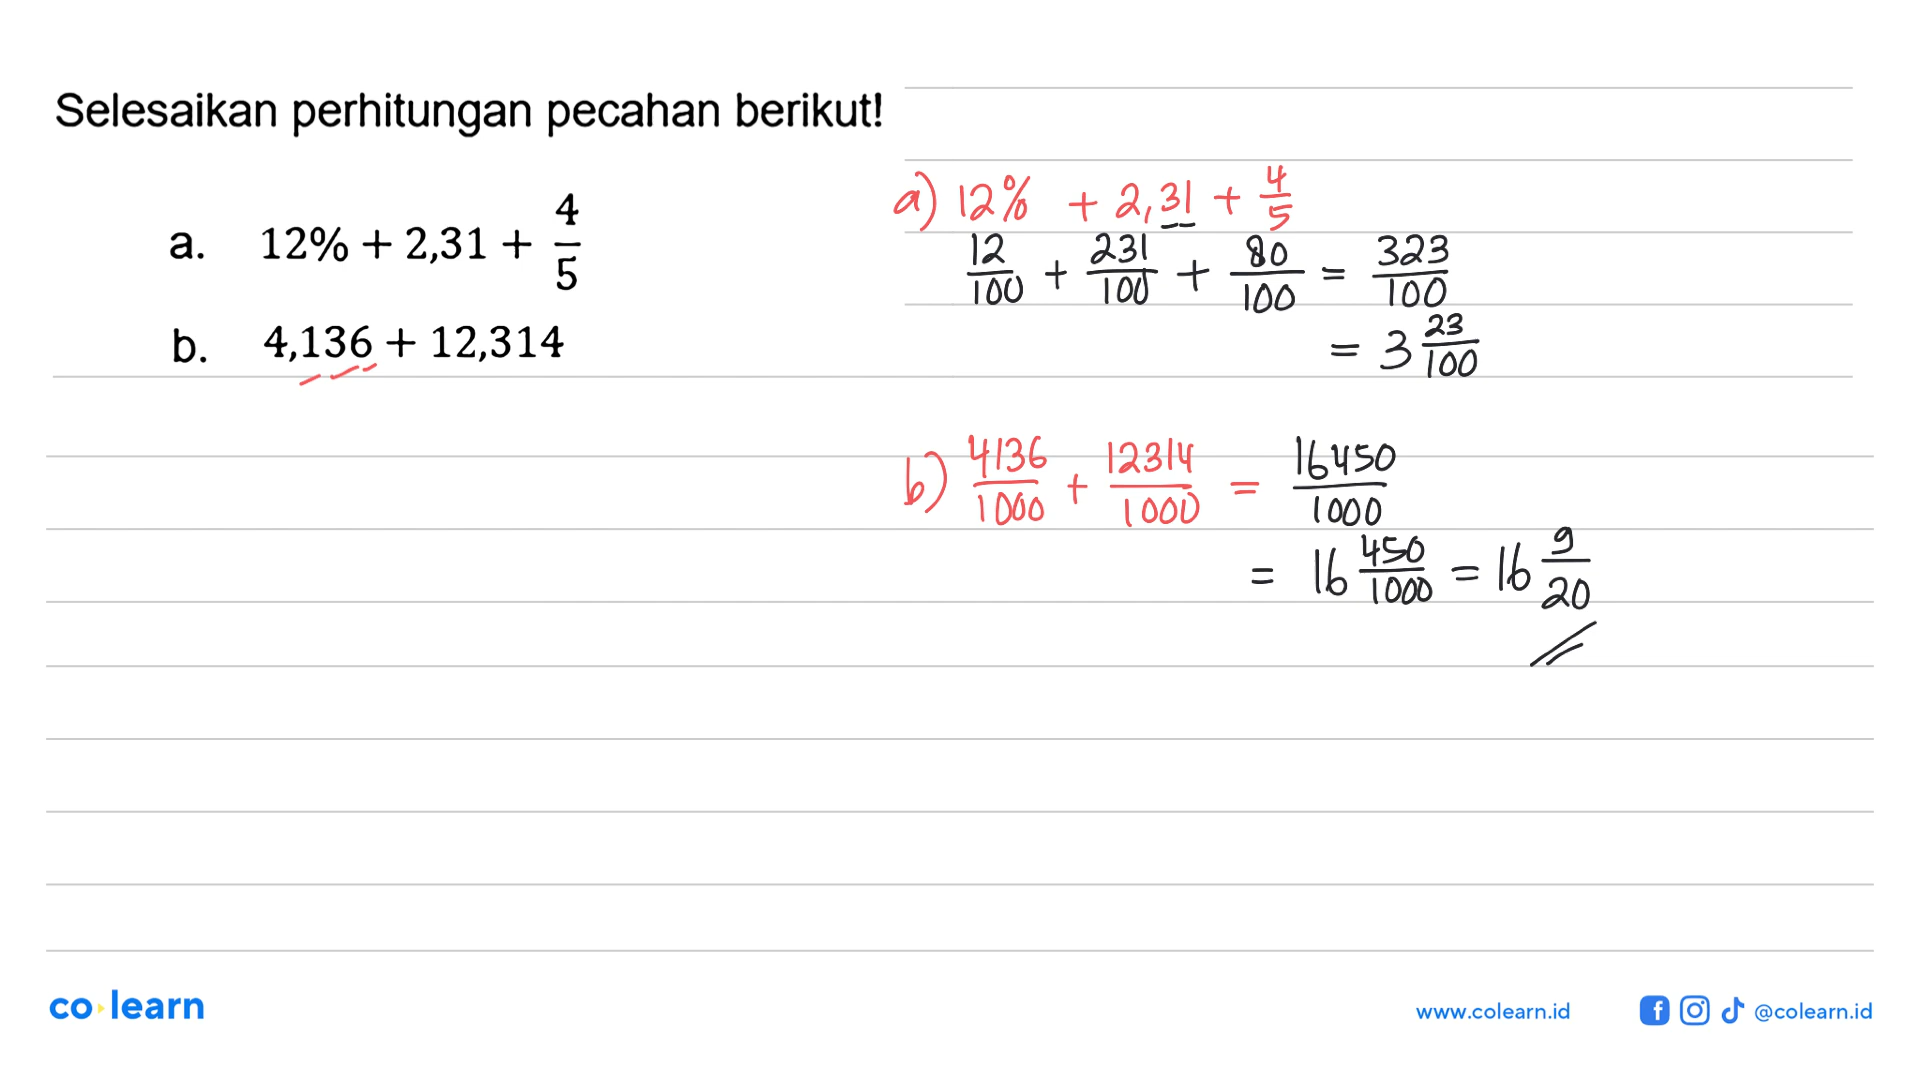 Selesaikan perhitungan pecahan berikut!
a. 12% + 2,31 + 4/5
b. 4,136 + 12,314
a) 12% + 2,31 + 4/5
12/100 + 231/100 + 80/100 = 323/100
= 3 23/100
b) 4136/1000 + 12314/1000 = 16450/1000
= 16 450/1000 = 16 9/20
co learn
www.colearn.id
@colearn.id